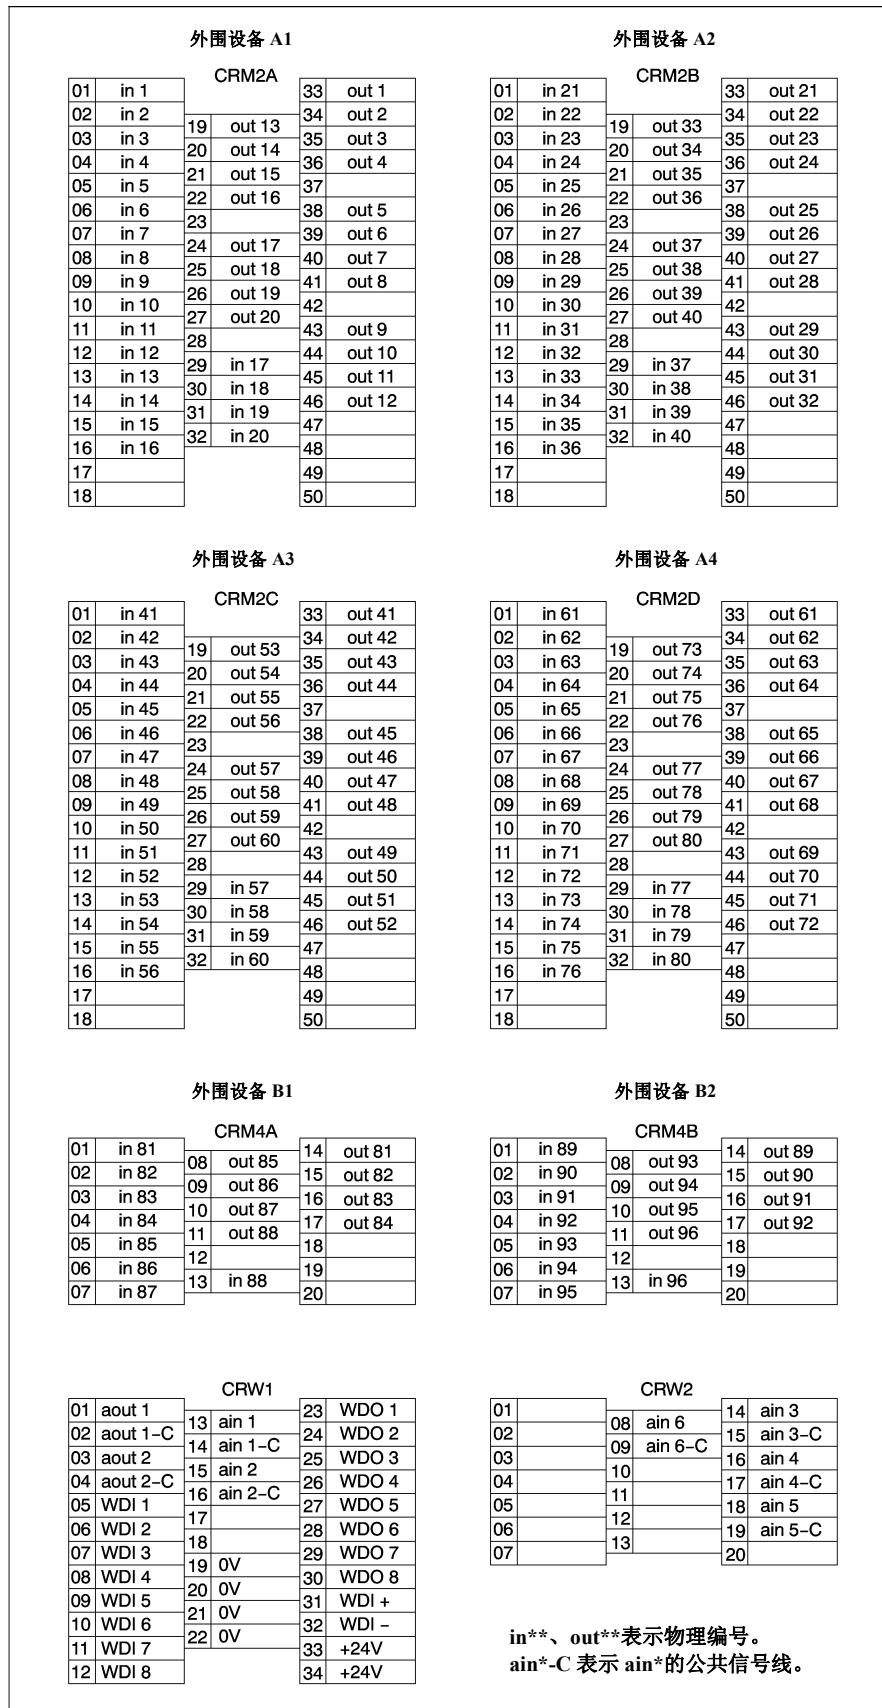 外围设备 A1
CRM2A
01 in 1
02 in 2
03 in 3
04 in 4
05 in 5
06 in 6
07 in 7
08 in 8
09 in 9
10 in 10
11 in 11
12 in 12
13 in 13
14 in 14
15 in 15
16 in 16
17
18
19 out 13
20 out 14
21 out 15
22 out 16
23
24 out 17
25 out 18
26 out 19
27 out 20
28
29 in 17
30 in 18
31 in 19
32 in 20
33 out 1
34 out 2
35 out 3
36 out 4
37
38 out 5
39 out 6
40 out 7
41 out 8
42
43 out 9
44 out 10
45 out 11
46 out 12
47
48
49
50
外围设备 A2
CRM2B
01 in 21
02 in 22
03 in 23
04 in 24
05 in 25
06 in 26
07 in 27
08 in 28
09 in 29
10 in 30
11 in 31
12 in 32
13 in 33
14 in 34
15 in 35
16 in 36
17
18
19 out 33
20 out 34
21 out 35
22 out 36
23
24 out 37
25 out 38
26 out 39
27 out 40
28
29 in 37
30 in 38
31 in 39
32 in 40
33 out 21
34 out 22
35 out 23
36 out 24
37
38 out 25
39 out 26
40 out 27
41 out 28
42
43 out 29
44 out 30
45 out 31
46 out 32
47
48
49
50
外围设备 A3
CRM2C
01 in 41
02 in 42
03 in 43
04 in 44
05 in 45
06 in 46
07 in 47
08 in 48
09 in 49
10 in 50
11 in 51
12 in 52
13 in 53
14 in 54
15 in 55
16 in 56
17
18
19 out 53
20 out 54
21 out 55
22 out 56
23
24 out 57
25 out 58
26 out 59
27 out 60
28
29 in 57
30 in 58
31 in 59
32 in 60
33 out 41
34 out 42
35 out 43
36 out 44
37
38 out 45
39 out 46
40 out 47
41 out 48
42
43 out 49
44 out 50
45 out 51
46 out 52
47
48
49
50
外围设备 A4
CRM2D
01 in 61
02 in 62
03 in 63
04 in 64
05 in 65
06 in 66
07 in 67
08 in 68
09 in 69
10 in 70
11 in 71
12 in 72
13 in 73
14 in 74
15 in 75
16 in 76
17
18
19 out 73
20 out 74
21 out 75
22 out 76
23
24 out 77
25 out 78
26 out 79
27 out 80
28
29 in 77
30 in 78
31 in 79
32 in 80
33 out 61
34 out 62
35 out 63
36 out 64
37
38 out 65
39 out 66
40 out 67
41 out 68
42
43 out 69
44 out 70
45 out 71
46 out 72
47
48
49
50
外围设备 B1
CRM4A
01 in 81
02 in 82
03 in 83
04 in 84
05 in 85
06 in 86
07 in 87
08 out 85
09 out 86
10 out 87
11 out 88
12
13 in 88
14 out 81
15 out 82
16 out 83
17 out 84
18
19
20
外围设备 B2
CRM4B
01 in 89
02 in 90
03 in 91
04 in 92
05 in 93
06 in 94
07 in 95
08 out 93
09 out 94
10 out 95
11 out 96
12
13 in 96
14 out 89
15 out 90
16 out 91
17 out 92
18
19
20
CRW1
01 aout 1
02 aout 1−C
03 aout 2
04 aout 2−C
05 WDI 1
06 WDI 2
07 WDI 3
08 WDI 4
09 WDI 5
10 WDI 6
11 WDI 7
12 WDI 8
13 ain 1
14 ain 1−C
15 ain 2
16 ain 2−C
17
18
19 0V
20 0V
21 0V
22 0V
23 WDO 1
24 WDO 2
25 WDO 3
26 WDO 4
27 WDO 5
28 WDO 6
29 WDO 7
30 WDO 8
31 WDI +
32 WDI −
33 +24V
34 +24V
CRW2
01
02
03
04
05
06
07
08 ain 6
09 ain 6−C
10
11
12
13
14 ain 3
15 ain 3−C
16 ain 4
17 ain 4−C
18 ain 5
19 ain 5−C
20
in**、out**表示物理编号。
ain*-C 表示 ain*的公共信号线。